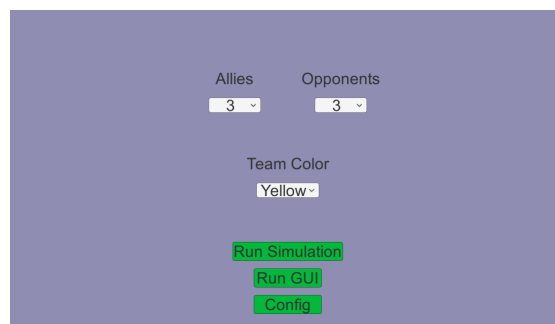 Allies Opponents
3 3
Team Color
Yellow
Run Simulation
Run GUI
Config